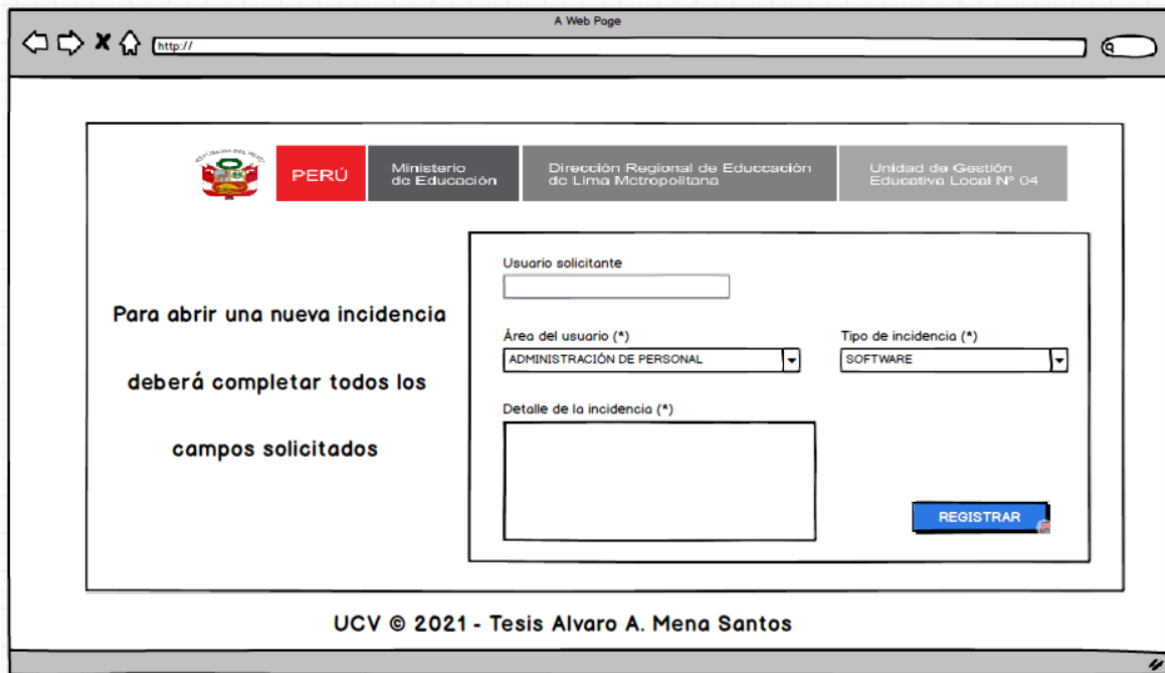 A Web Page
http://
PERÚ
Ministerio
de Educación
Dirección Regional de Educcación
de Lima Metropolitana
Unidad de Gestión
Educativa Local Nº 04
Usuario solicitante
Para abrir una nueva incidencia
deberá completar todos los
campos solicitados
Área del usuario (*)
Tipo de incidencia (*)
ADMINISTRACIÓN DE PERSONAL
SOFTWARE
Detalle de la incidencia (*)
REGISTRAR
UCV © 2021 - Tesis Alvaro A. Mena Santos